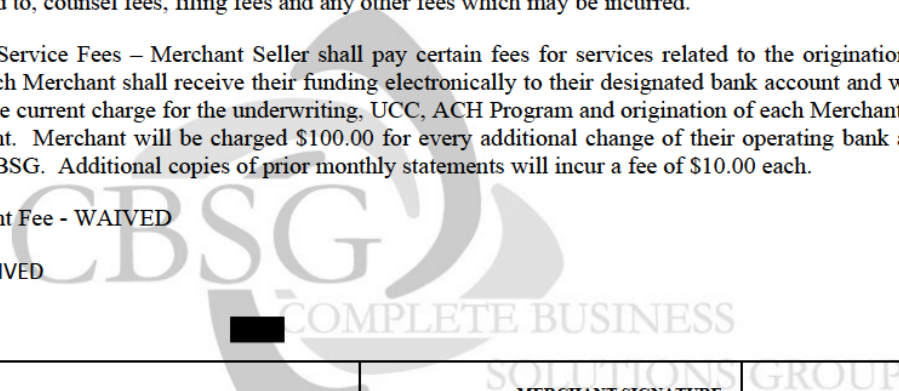 d to, counsel fees, filing fees and any other fees which may be incurred.
Service Fees – Merchant Seller shall pay certain fees for services related to the origination
ch Merchant shall receive their funding electronically to their designated bank account and w
e current charge for the underwriting, UCC, ACH Program and origination of each Merchant
nt. Merchant will be charged $100.00 for every additional change of their operating bank a
BSG. Additional copies of prior monthly statements will incur a fee of $10.00 each.
nt Fee - WAIVED
IVED
CBSG
COMPLETE BUSINESS
SOLUTIONS GROUP
MERCHANT SIGNATURE